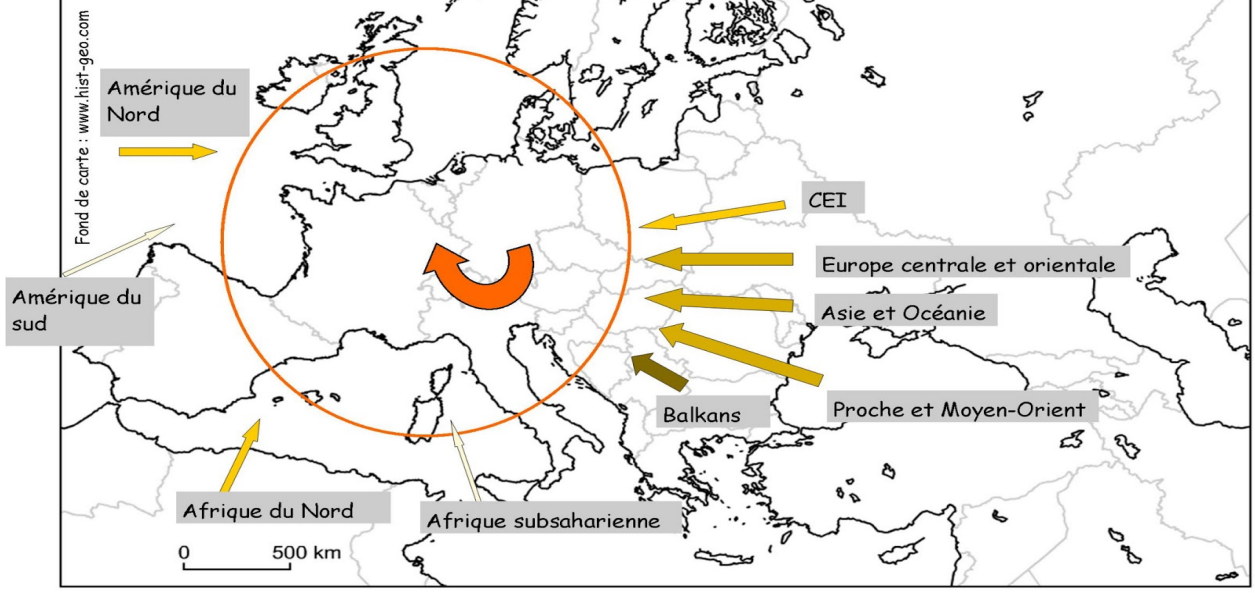 Fond de carte : www.hist-geo.com
Amérique du
Nord
CEI
Europe centrale et orientale
Amérique du
sud
Asie et Océanie
Balkans
Proche et Moyen-Orient
Afrique du Nord
Afrique subsaharienne
0 500 km